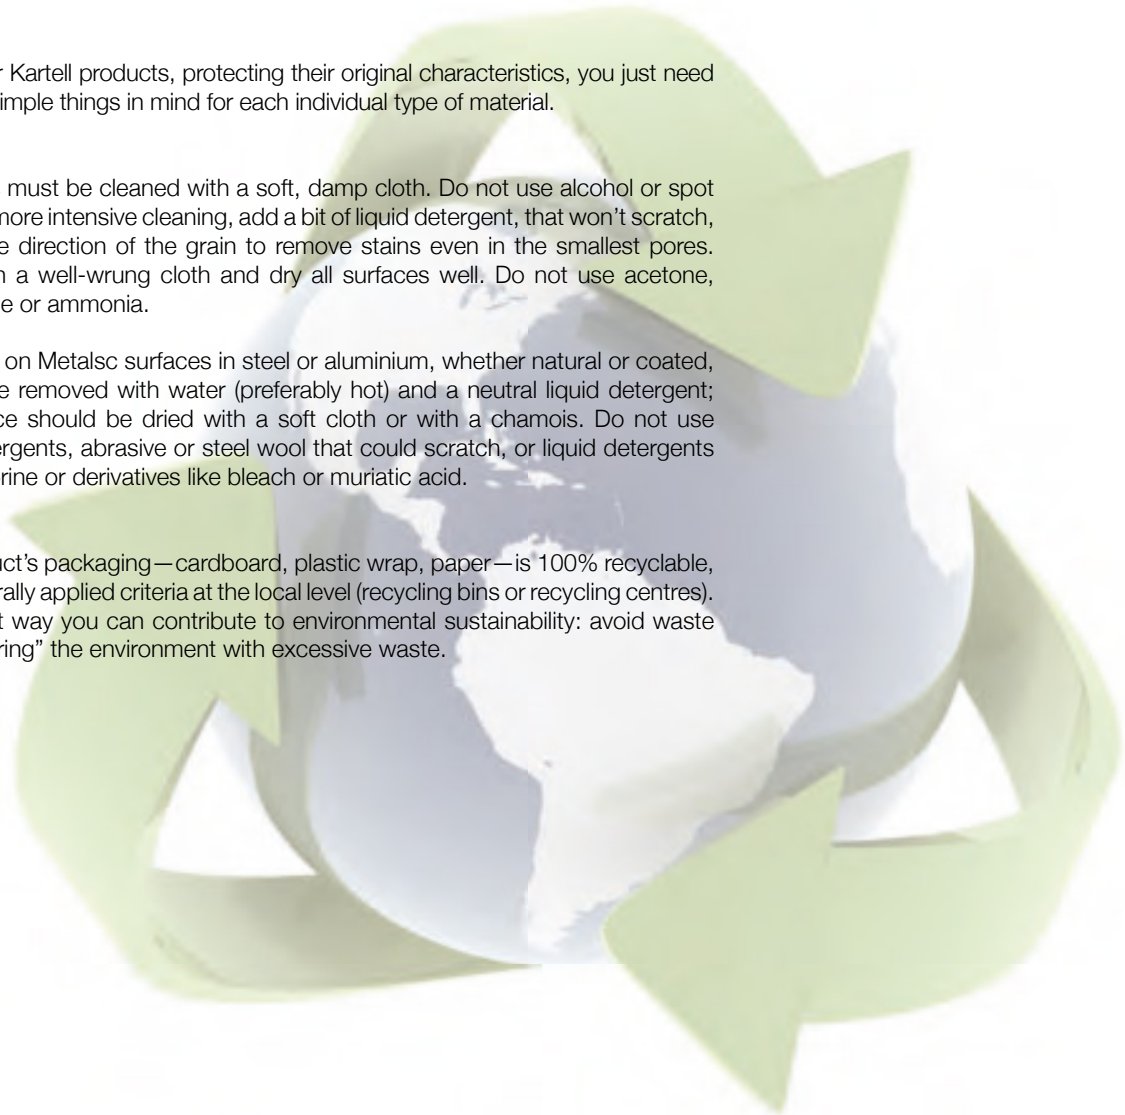 r Kartell products, protecting their original characteristics, you just need
imple things in mind for each individual type of material.
must be cleaned with a soft, damp cloth. Do not use alcohol or spot
more intensive cleaning, add a bit of liquid detergent, that won't scratch,
e direction of the grain to remove stains even in the smallest pores.
n a well-wrung cloth and dry all surfaces well. Do not use acetone,
e or ammonia.
on Metalsc surfaces in steel or aluminium, whether natural or coated,
e removed with water (preferably hot) and a neutral liquid detergent;
ce should be dried with a soft cloth or with a chamois. Do not use
ergents, abrasive or steel wool that could scratch, or liquid detergents
orine or derivatives like bleach or muriatic acid.
uct's packaging—cardboard, plastic wrap, paper—is 100% recyclable,
rally applied criteria at the local level (recycling bins or recycling centres).
t way you can contribute to environmental sustainability: avoid waste
ring” the environment with excessive waste.